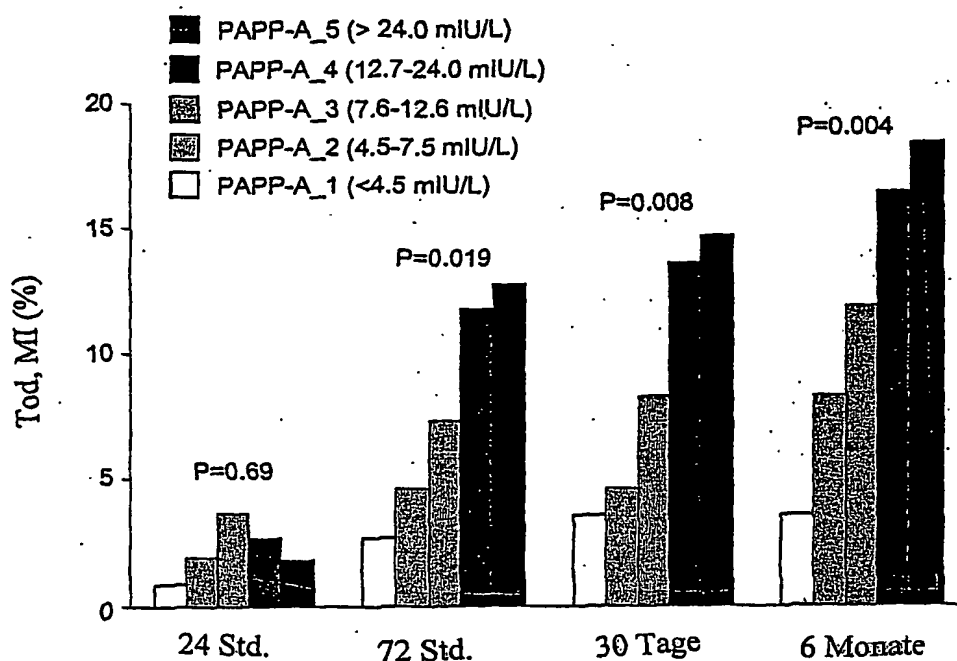 PAPP-A_5 (> 24.0 mIU/L)
PAPP-A_4 (12.7-24.0 mIU/L)
PAPP-A_3 (7.6-12.6 mIU/L)
PAPP-A_2 (4.5-7.5 mIU/L)
PAPP-A_1 (<4.5 mIU/L)
20
15
10
5
0
Tod, MI (%)
P=0.69
P=0.019
P=0.008
P=0.004
24 Std.
72 Std.
30 Tage
6 Monate